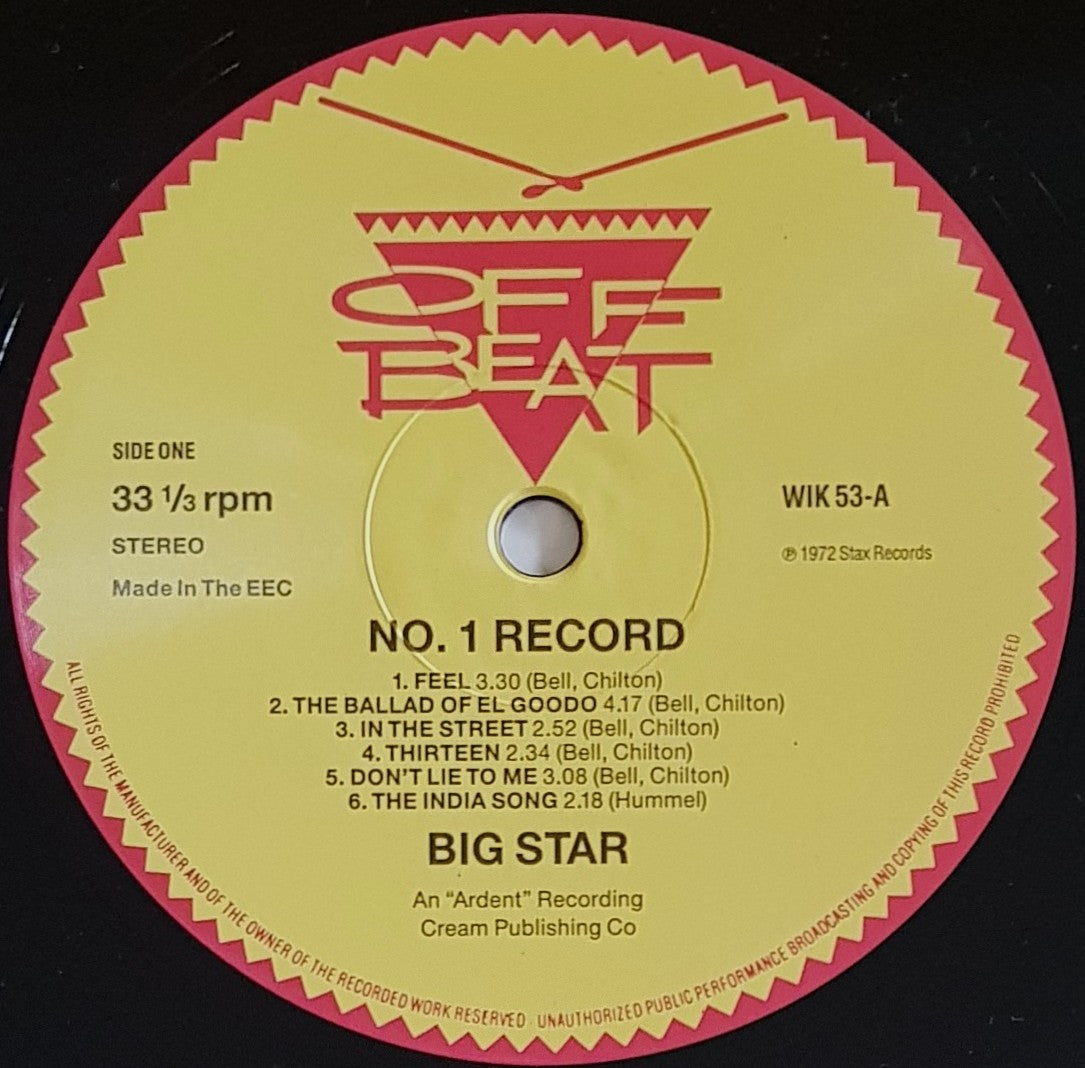 OFF
BEAT
SIDE ONE
33 1/3 rpm
STEREO
Made In The EEC
WIK 53-A
℗ 1972 Stax Records
NO. 1 RECORD
1. FEEL 3.30 (Bell, Chilton)
2. THE BALLAD OF EL GOODO 4.17 (Bell, Chilton)
3. IN THE STREET 2.52 (Bell, Chilton)
4. THIRTEEN 2.34 (Bell, Chilton)
5. DON'T LIE TO ME 3.08 (Bell, Chilton)
6. THE INDIA SONG 2.18 (Hummel)
BIG STAR
An "Ardent" Recording
Cream Publishing Co
ALL RIGHTS OF THE MANUFACTURER AND OF THE OWNER OF THE RECORDED WORK RESERVED · UNAUTHORIZED PUBLIC PERFORMANCE BROADCASTING AND COPYING OF THIS RECORD PROHIBITED